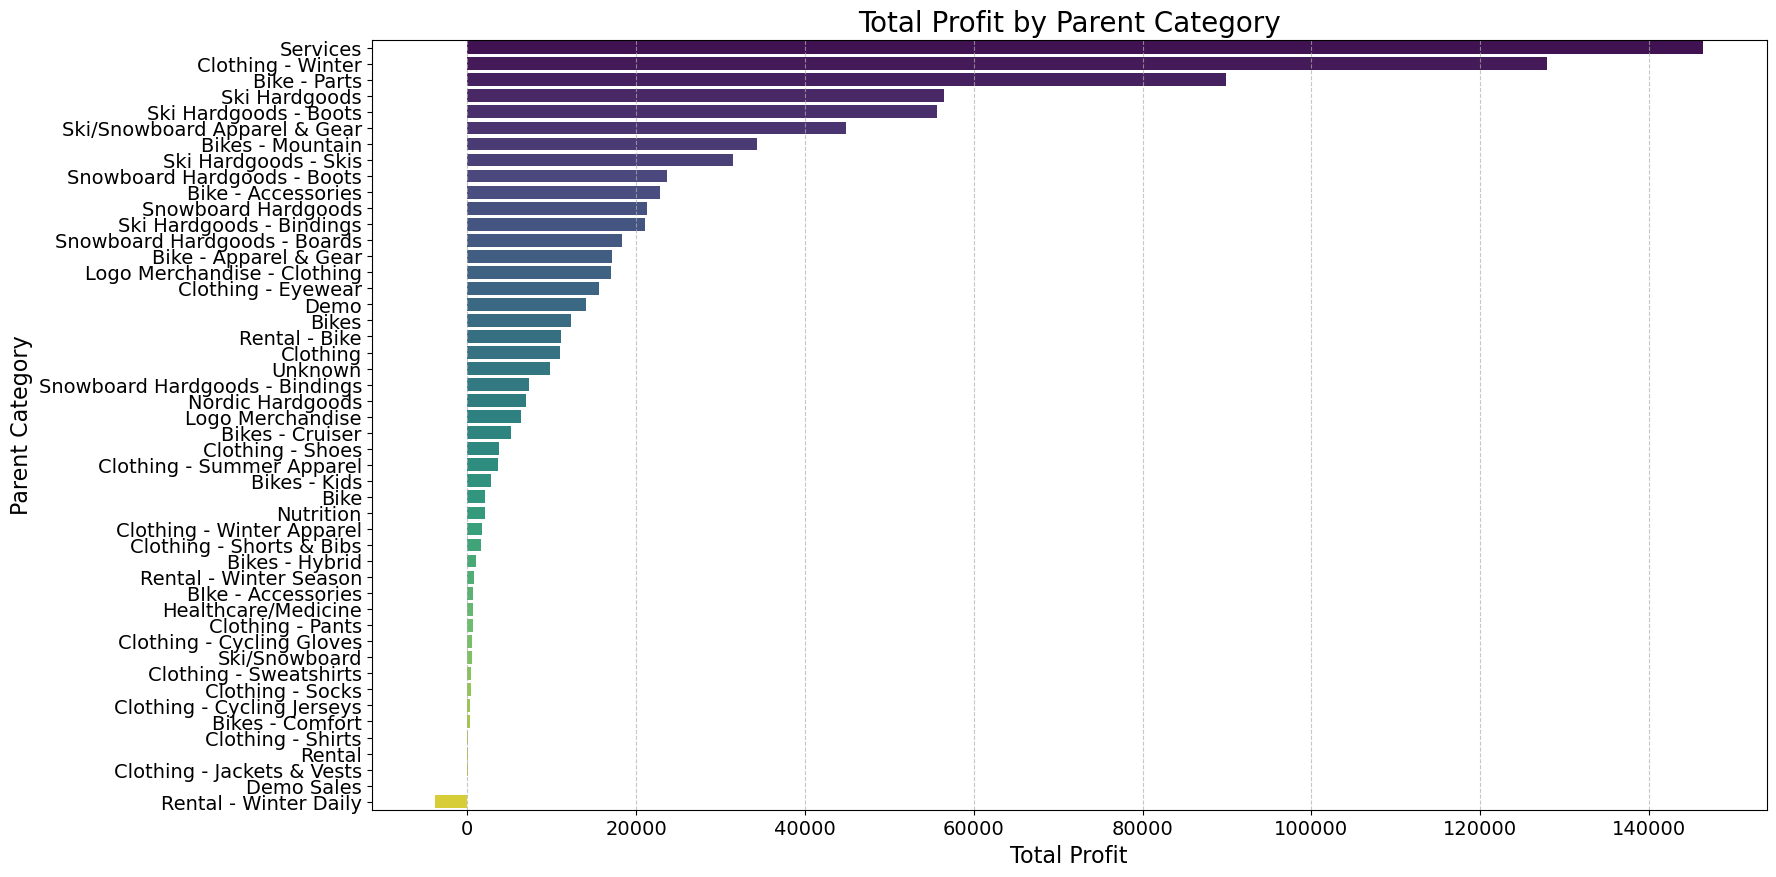 Total Profit by Parent Category
Services
Clothing - Winter
Bike - Parts
Ski Hardgoods
Ski Hardgoods - Boots
Ski/Snowboard Apparel & Gear
Bikes - Mountain
Ski Hardgoods - Skis
Snowboard Hardgoods - Boots
Bike - Accessories
Snowboard Hardgoods
Ski Hardgoods - Bindings
Snowboard Hardgoods - Boards
Bike - Apparel & Gear
Logo Merchandise - Clothing
Clothing - Eyewear
Demo
Bikes
Rental - Bike
Clothing
Unknown
Snowboard Hardgoods - Bindings
Nordic Hardgoods
Logo Merchandise
Bikes - Cruiser
Clothing - Shoes
Clothing - Summer Apparel
Bikes - Kids
Bike
Nutrition
Clothing - Winter Apparel
Clothing - Shorts & Bibs
Bikes - Hybrid
Rental - Winter Season
BIke - Accessories
Healthcare/Medicine
Clothing - Pants
Clothing - Cycling Gloves
Ski/Snowboard
Clothing - Sweatshirts
Clothing - Socks
Clothing - Cycling Jerseys
Bikes - Comfort
Clothing - Shirts
Rental
Clothing - Jackets & Vests
Demo Sales
Rental - Winter Daily
Parent Category
0 20000 40000 60000 80000 100000 120000 140000
Total Profit